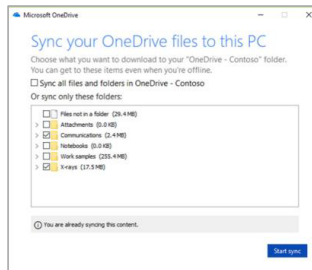 Microsoft OneDrive
Sync your OneDrive files to this PC
Choose what you want to download to your "OneDrive - Contoso" folder.
You can get to these items even when you're offline.
Sync all files and folders in OneDrive - Contoso
Or sync only these folders:
Files not in a folder (29.4 MB)
Attachments (0.0 KB)
Communications (2.4 MB)
Notebooks (0.0 KB)
Work samples (255.4 MB)
X-rays (17.5 MB)
You are already syncing this content.
Start sync